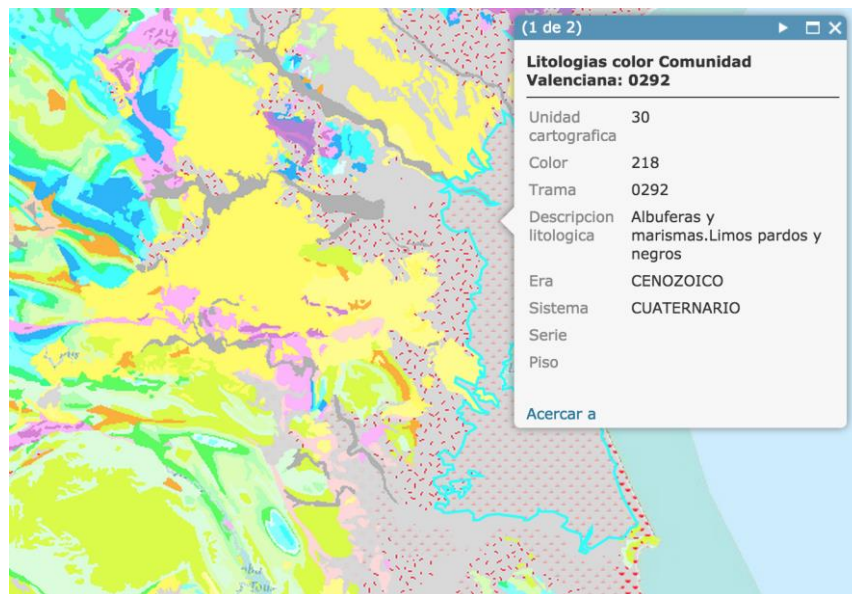 (1 de 2)
Litologias color Comunidad
Valenciana: 0292
Unidad 30
cartografica
Color 218
Trama 0292
Descripcion Albuferas y
litologica marismas.Limos pardos y
negros
Era CENOZOICO
Sistema CUATERNARIO
Serie
Piso
Acercar a